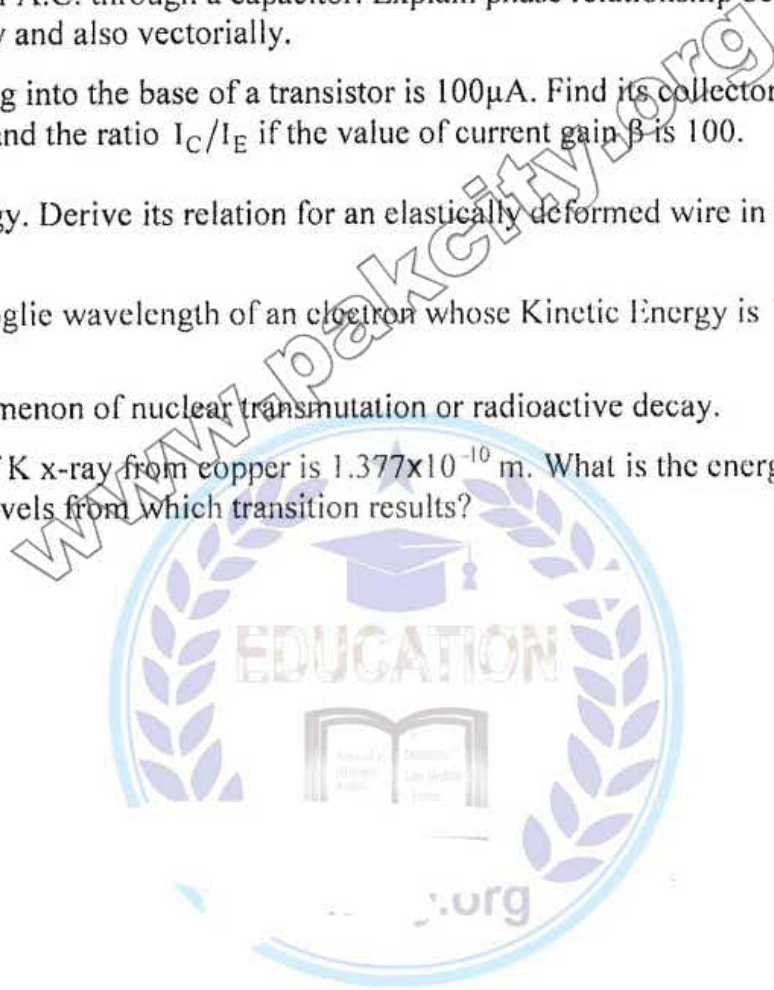 A.C. through a capacitor. Explain phase relationship
and also vectorially.
g into the base of a transistor is 100μA. Find its collector
nd the ratio I_C/I_E if the value of current gain β is 100.
gy. Derive its relation for an elastically deformed wire in
glie wavelength of an electron whose Kinetic Energy is
menon of nuclear transmutation or radioactive decay.
K x-ray from copper is 1.377x10⁻¹⁰ m. What is the energ
vels from which transition results?
www.pakcity.org
EDUCATION
.org